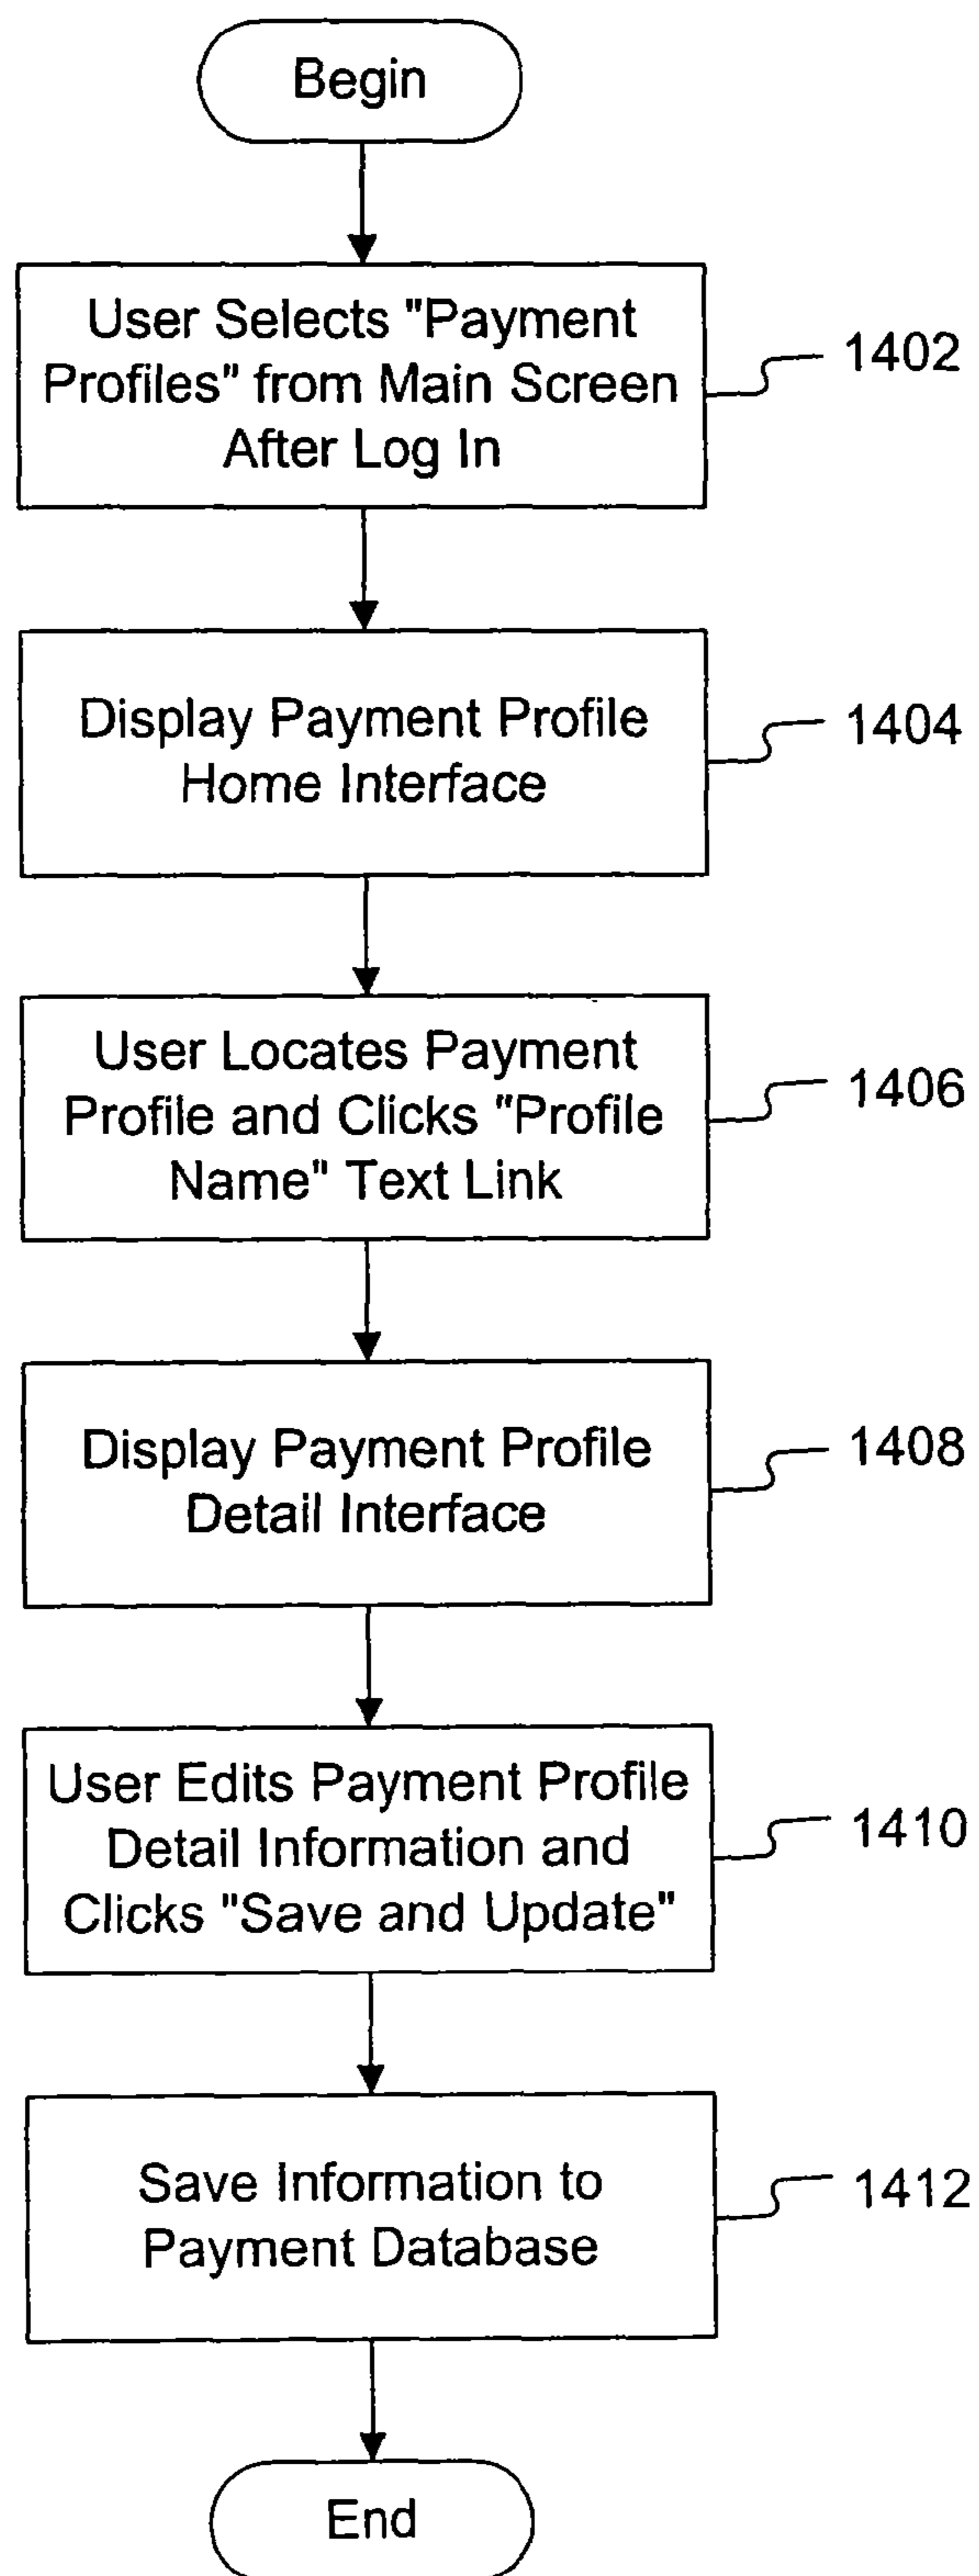 Begin
User Selects "Payment
Profiles" from Main Screen
After Log In
1402
Display Payment Profile
Home Interface
1404
User Locates Payment
Profile and Clicks "Profile
Name" Text Link
1406
Display Payment Profile
Detail Interface
1408
User Edits Payment Profile
Detail Information and
Clicks "Save and Update"
1410
Save Information to
Payment Database
1412
End